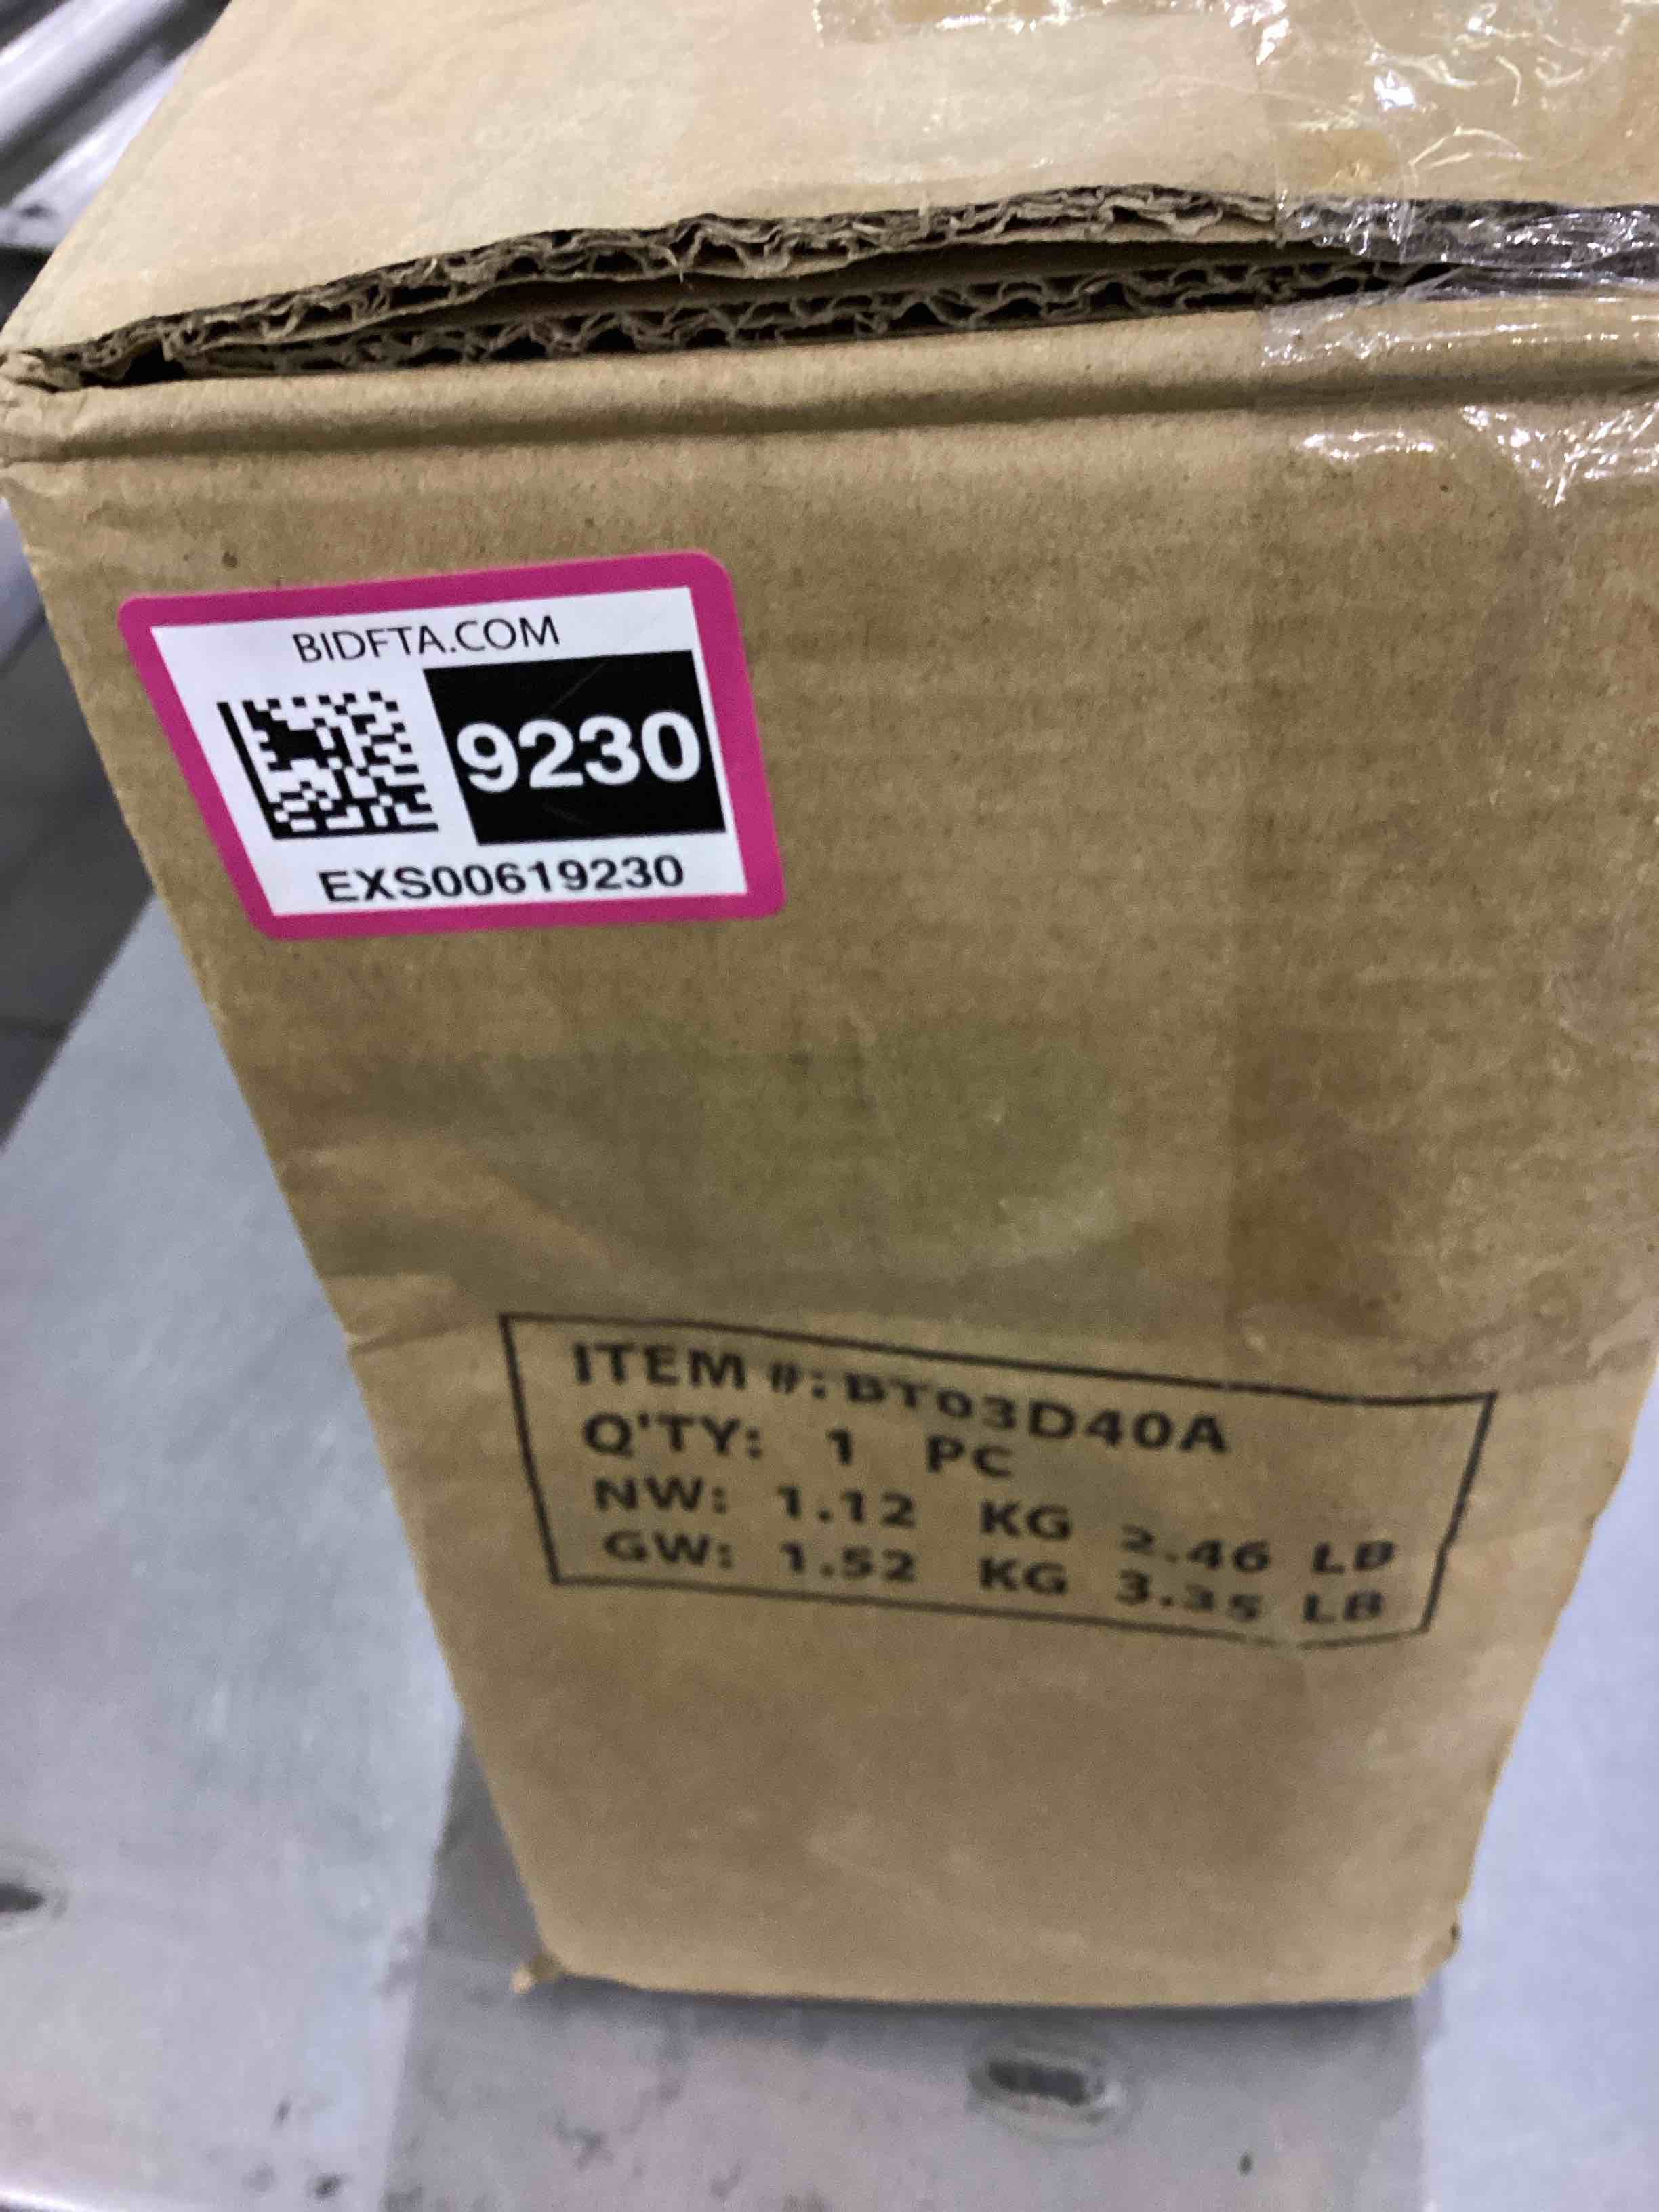 BIDFTA.COM
9230
EXS00619230
ITEM #: BT03D40A
Q'TY: 1 PC
NW: 1.12 KG 2.46 LB
GW: 1.52 KG 3.35 LB